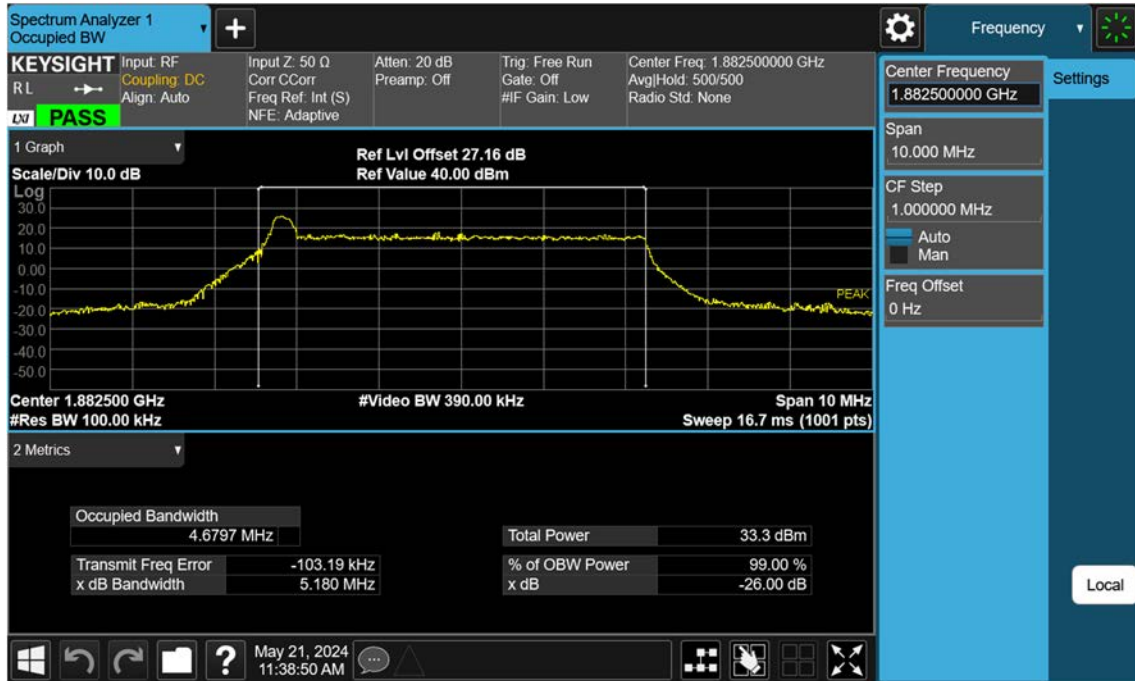 Spectrum Analyzer 1
Occupied BW
Frequency
KEYSIGHT
R L
LXI PASS
Input: RF
Coupling: DC
Align: Auto
Input Z: 50 Ω
Corr CCorr
Freq Ref: Int (S)
NFE: Adaptive
Atten: 20 dB
Preamp: Off
Trig: Free Run
Gate: Off
#IF Gain: Low
Center Freq: 1.882500000 GHz
Avg|Hold: 500/500
Radio Std: None
Center Frequency
1.882500000 GHz
Settings
Span
10.000 MHz
CF Step
1.000000 MHz
Auto
Man
Freq Offset
0 Hz
Local
1 Graph
Scale/Div 10.0 dB
Ref Lvl Offset 27.16 dB
Ref Value 40.00 dBm
Log
30.0
20.0
10.0
0.00
-10.0
-20.0
-30.0
-40.0
-50.0
PEAK
Center 1.882500 GHz
#Video BW 390.00 kHz
Span 10 MHz
#Res BW 100.00 kHz
Sweep 16.7 ms (1001 pts)
2 Metrics
Occupied Bandwidth
4.6797 MHz
Total Power 33.3 dBm
Transmit Freq Error -103.19 kHz
% of OBW Power 99.00 %
x dB Bandwidth 5.180 MHz
x dB -26.00 dB
?
May 21, 2024
11:38:50 AM